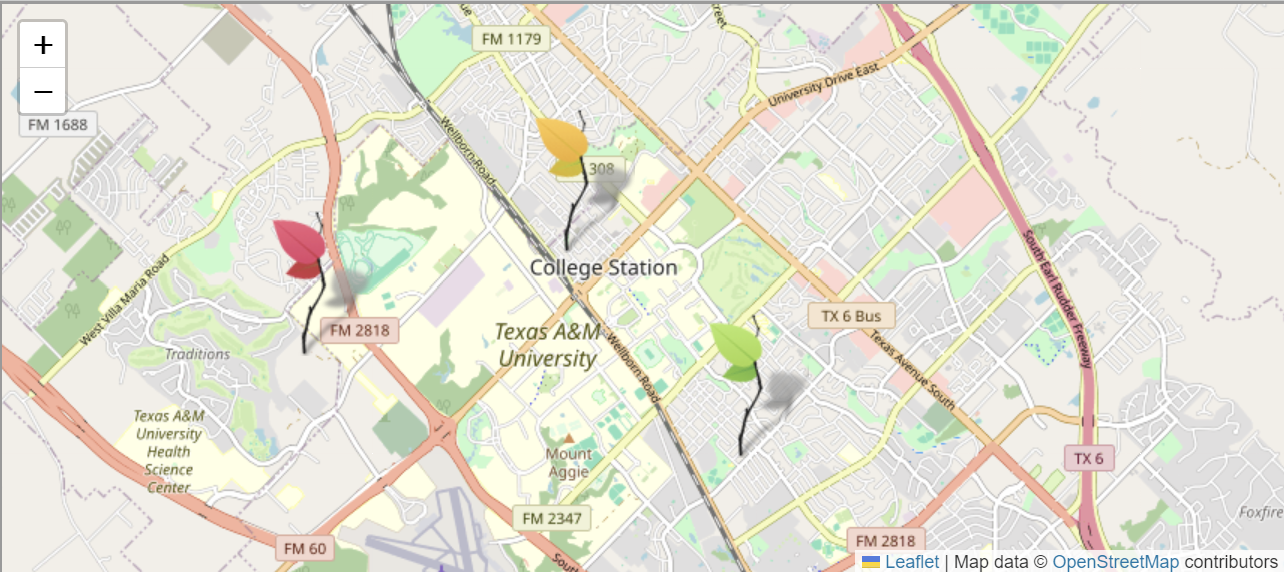 +
−
FM 1179
University Drive East
FM 1688
Wellborn Road
308
South Earl Rudder Freeway
West Villa Maria Road
College Station
TX 6 Bus
FM 2818
Texas A&M
University
Wellborn Road
Texas Avenue South
Traditions
Texas A&M
University
Health
Science
Center
Mount
Aggie
TX 6
FM 2347
Foxfire
FM 60
FM 2818
South
Leaflet | Map data © OpenStreetMap contributors